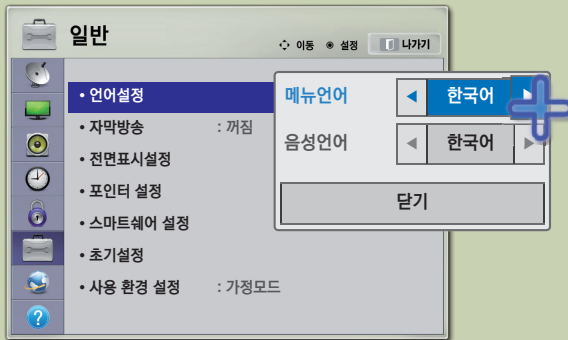 일반
이동 설정 나가기
• 언어설정
• 자막방송 : 꺼짐
• 전면표시설정
• 포인터 설정
• 스마트쉐어 설정
• 초기설정
• 사용 환경 설정 : 가정모드
메뉴언어 ◀ 한국어 ▶
음성언어 ◀ 한국어 ▶
닫기
?